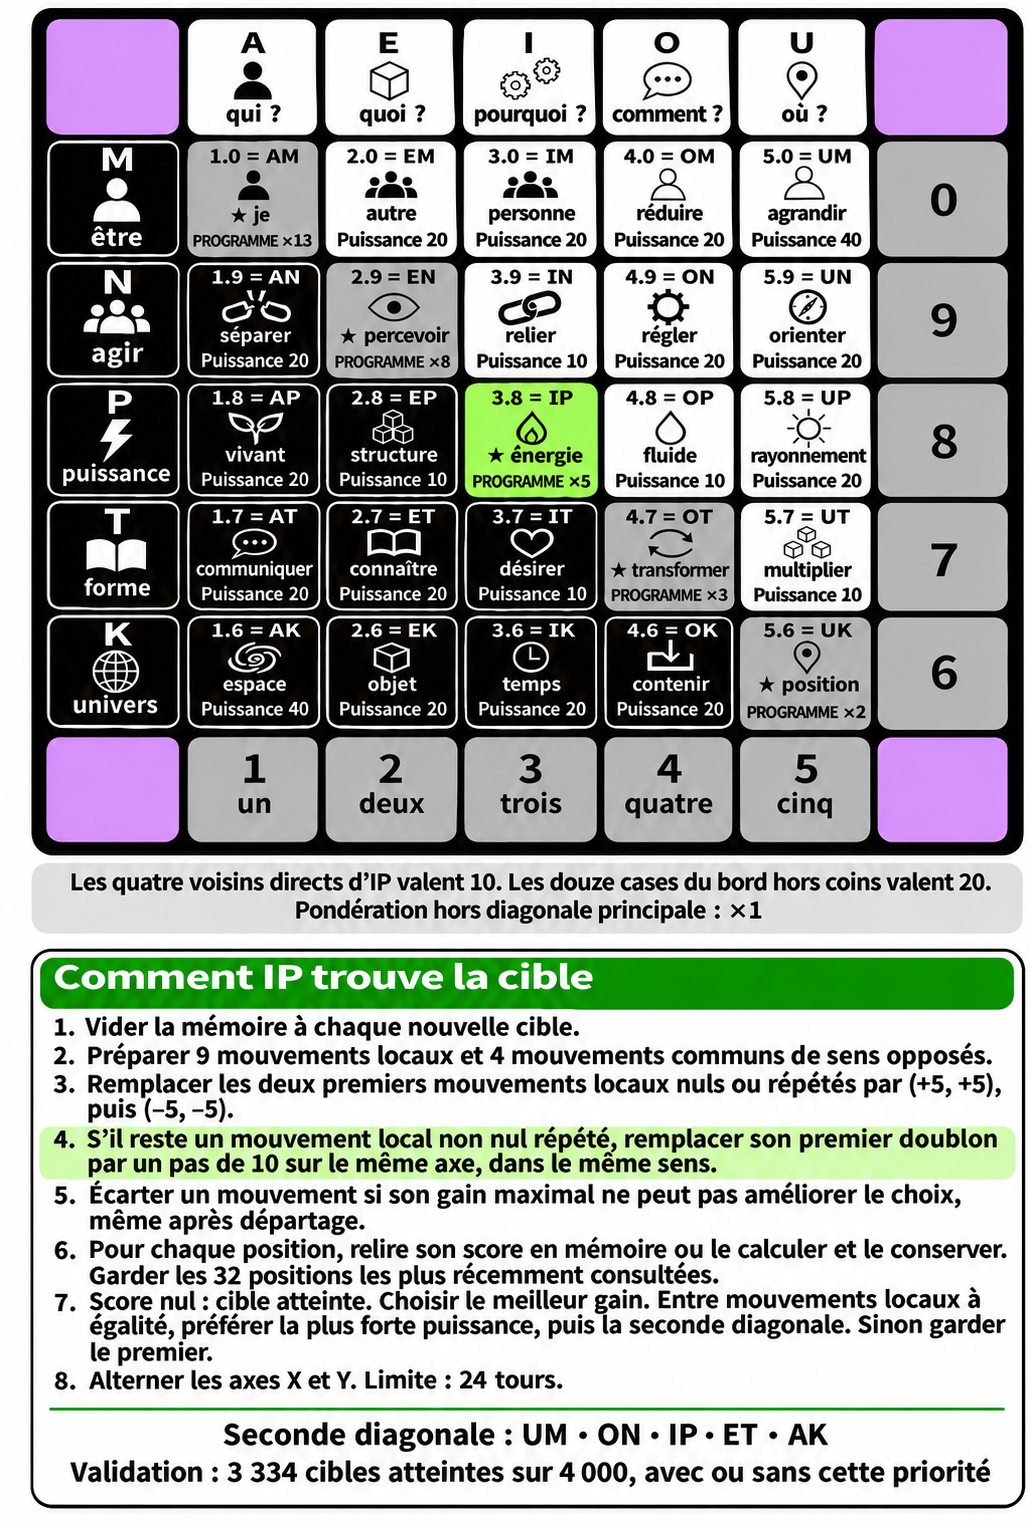 A
qui ?
E
quoi ?
I
pourquoi ?
O
comment ?
U
où ?
M
être
1.0 = AM
★ je
PROGRAMME ×13
2.0 = EM
autre
Puissance 20
3.0 = IM
personne
Puissance 20
4.0 = OM
réduire
Puissance 20
5.0 = UM
agrandir
Puissance 40
0
N
agir
1.9 = AN
séparer
Puissance 20
2.9 = EN
★ percevoir
PROGRAMME ×8
3.9 = IN
relier
Puissance 10
4.9 = ON
régler
Puissance 20
5.9 = UN
orienter
Puissance 20
9
P
puissance
1.8 = AP
vivant
Puissance 20
2.8 = EP
structure
Puissance 10
3.8 = IP
★ énergie
PROGRAMME ×5
4.8 = OP
fluide
Puissance 10
5.8 = UP
rayonnement
Puissance 20
8
T
forme
1.7 = AT
communiquer
Puissance 20
2.7 = ET
connaître
Puissance 20
3.7 = IT
désirer
Puissance 10
4.7 = OT
★ transformer
PROGRAMME ×3
5.7 = UT
multiplier
Puissance 10
7
K
univers
1.6 = AK
espace
Puissance 40
2.6 = EK
objet
Puissance 20
3.6 = IK
temps
Puissance 20
4.6 = OK
contenir
Puissance 20
5.6 = UK
★ position
PROGRAMME ×2
6
1
un
2
deux
3
trois
4
quatre
5
cinq
Les quatre voisins directs d’IP valent 10. Les douze cases du bord hors coins valent 20.
Pondération hors diagonale principale : ×1
Comment IP trouve la cible
1. Vider la mémoire à chaque nouvelle cible.
2. Préparer 9 mouvements locaux et 4 mouvements communs de sens opposés.
3. Remplacer les deux premiers mouvements locaux nuls ou répétés par (+5, +5),
puis (–5, –5).
4. S’il reste un mouvement local non nul répété, remplacer son premier doublon
par un pas de 10 sur le même axe, dans le même sens.
5. Écarter un mouvement si son gain maximal ne peut pas améliorer le choix,
même après départage.
6. Pour chaque position, relire son score en mémoire ou le calculer et le conserver.
Garder les 32 positions les plus récemment consultées.
7. Score nul : cible atteinte. Choisir le meilleur gain. Entre mouvements locaux à
égalité, préférer la plus forte puissance, puis la seconde diagonale. Sinon garder
le premier.
8. Alterner les axes X et Y. Limite : 24 tours.
Seconde diagonale : UM • ON • IP • ET • AK
Validation : 3 334 cibles atteintes sur 4 000, avec ou sans cette priorité